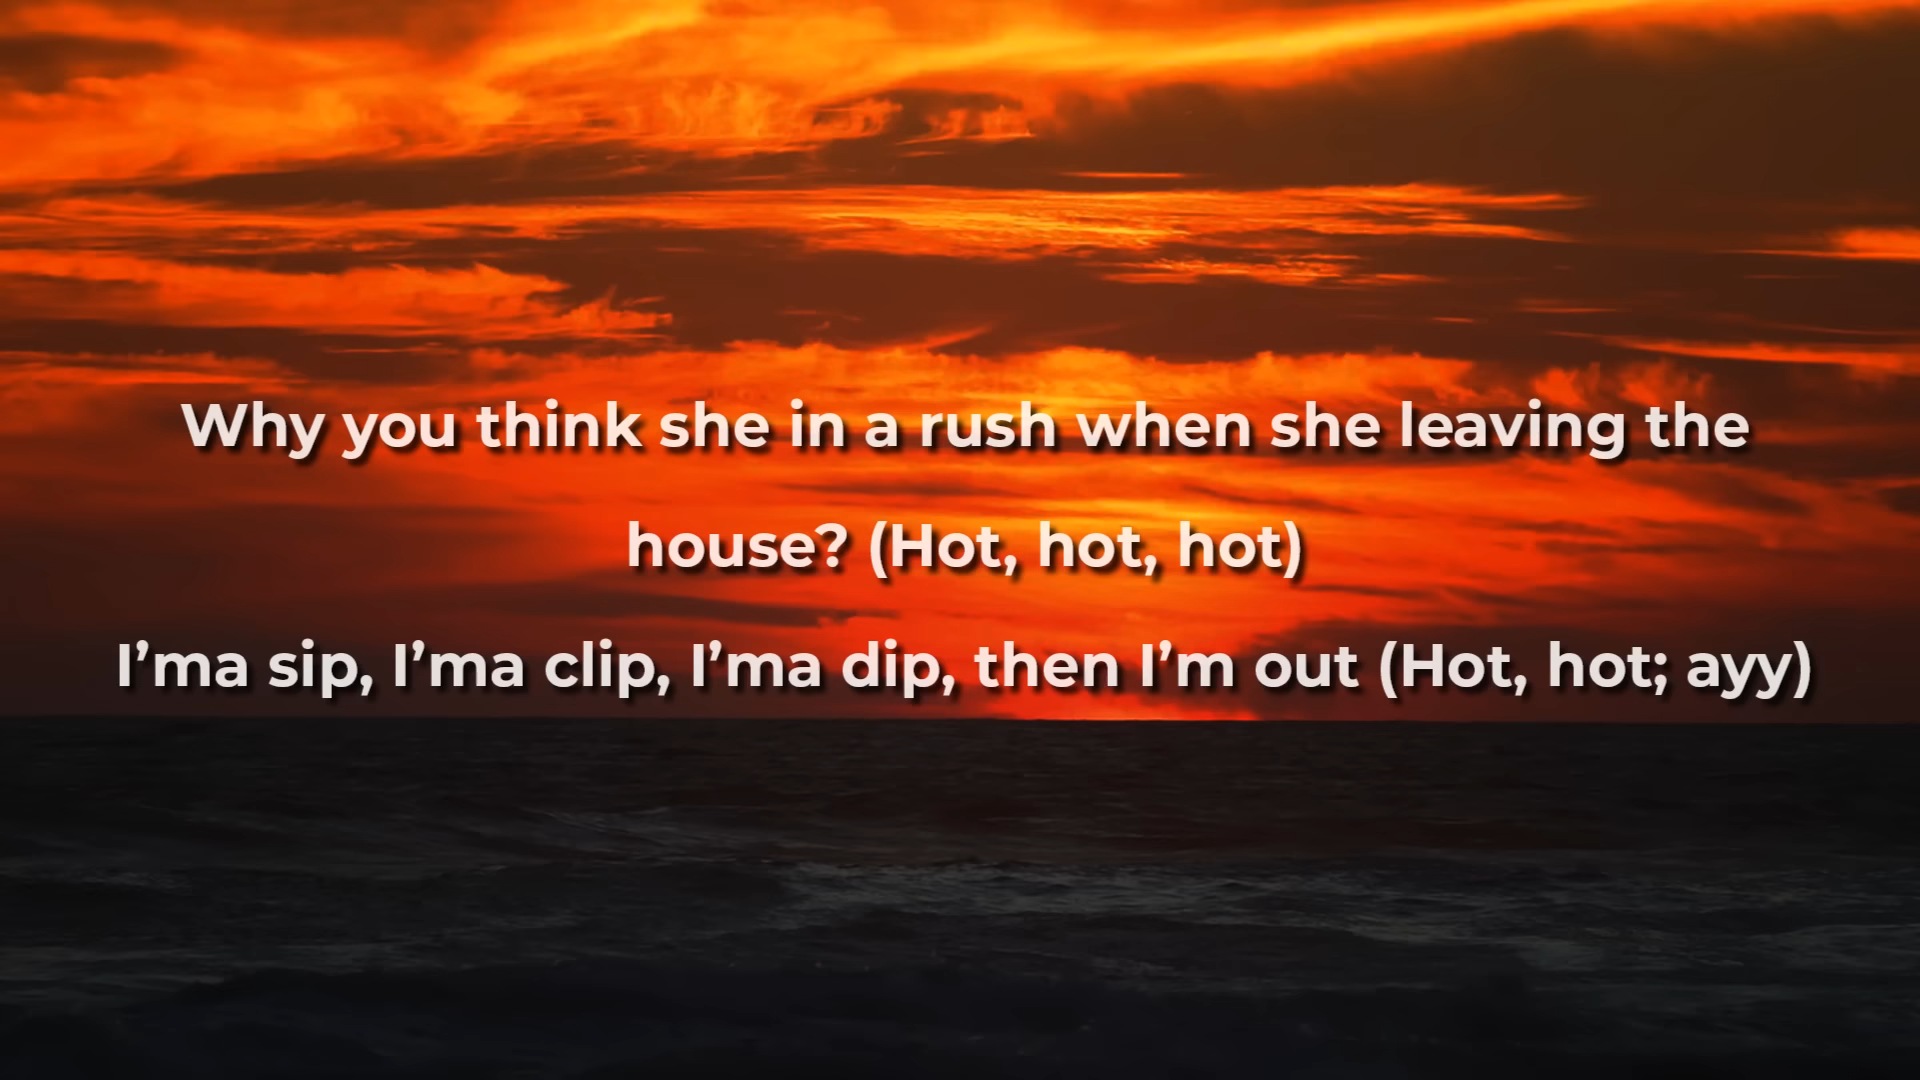 Why you think she in a rush when she leaving the
house? (Hot, hot, hot)
I’ma sip, I’ma clip, I’ma dip, then I’m out (Hot, hot; ayy)